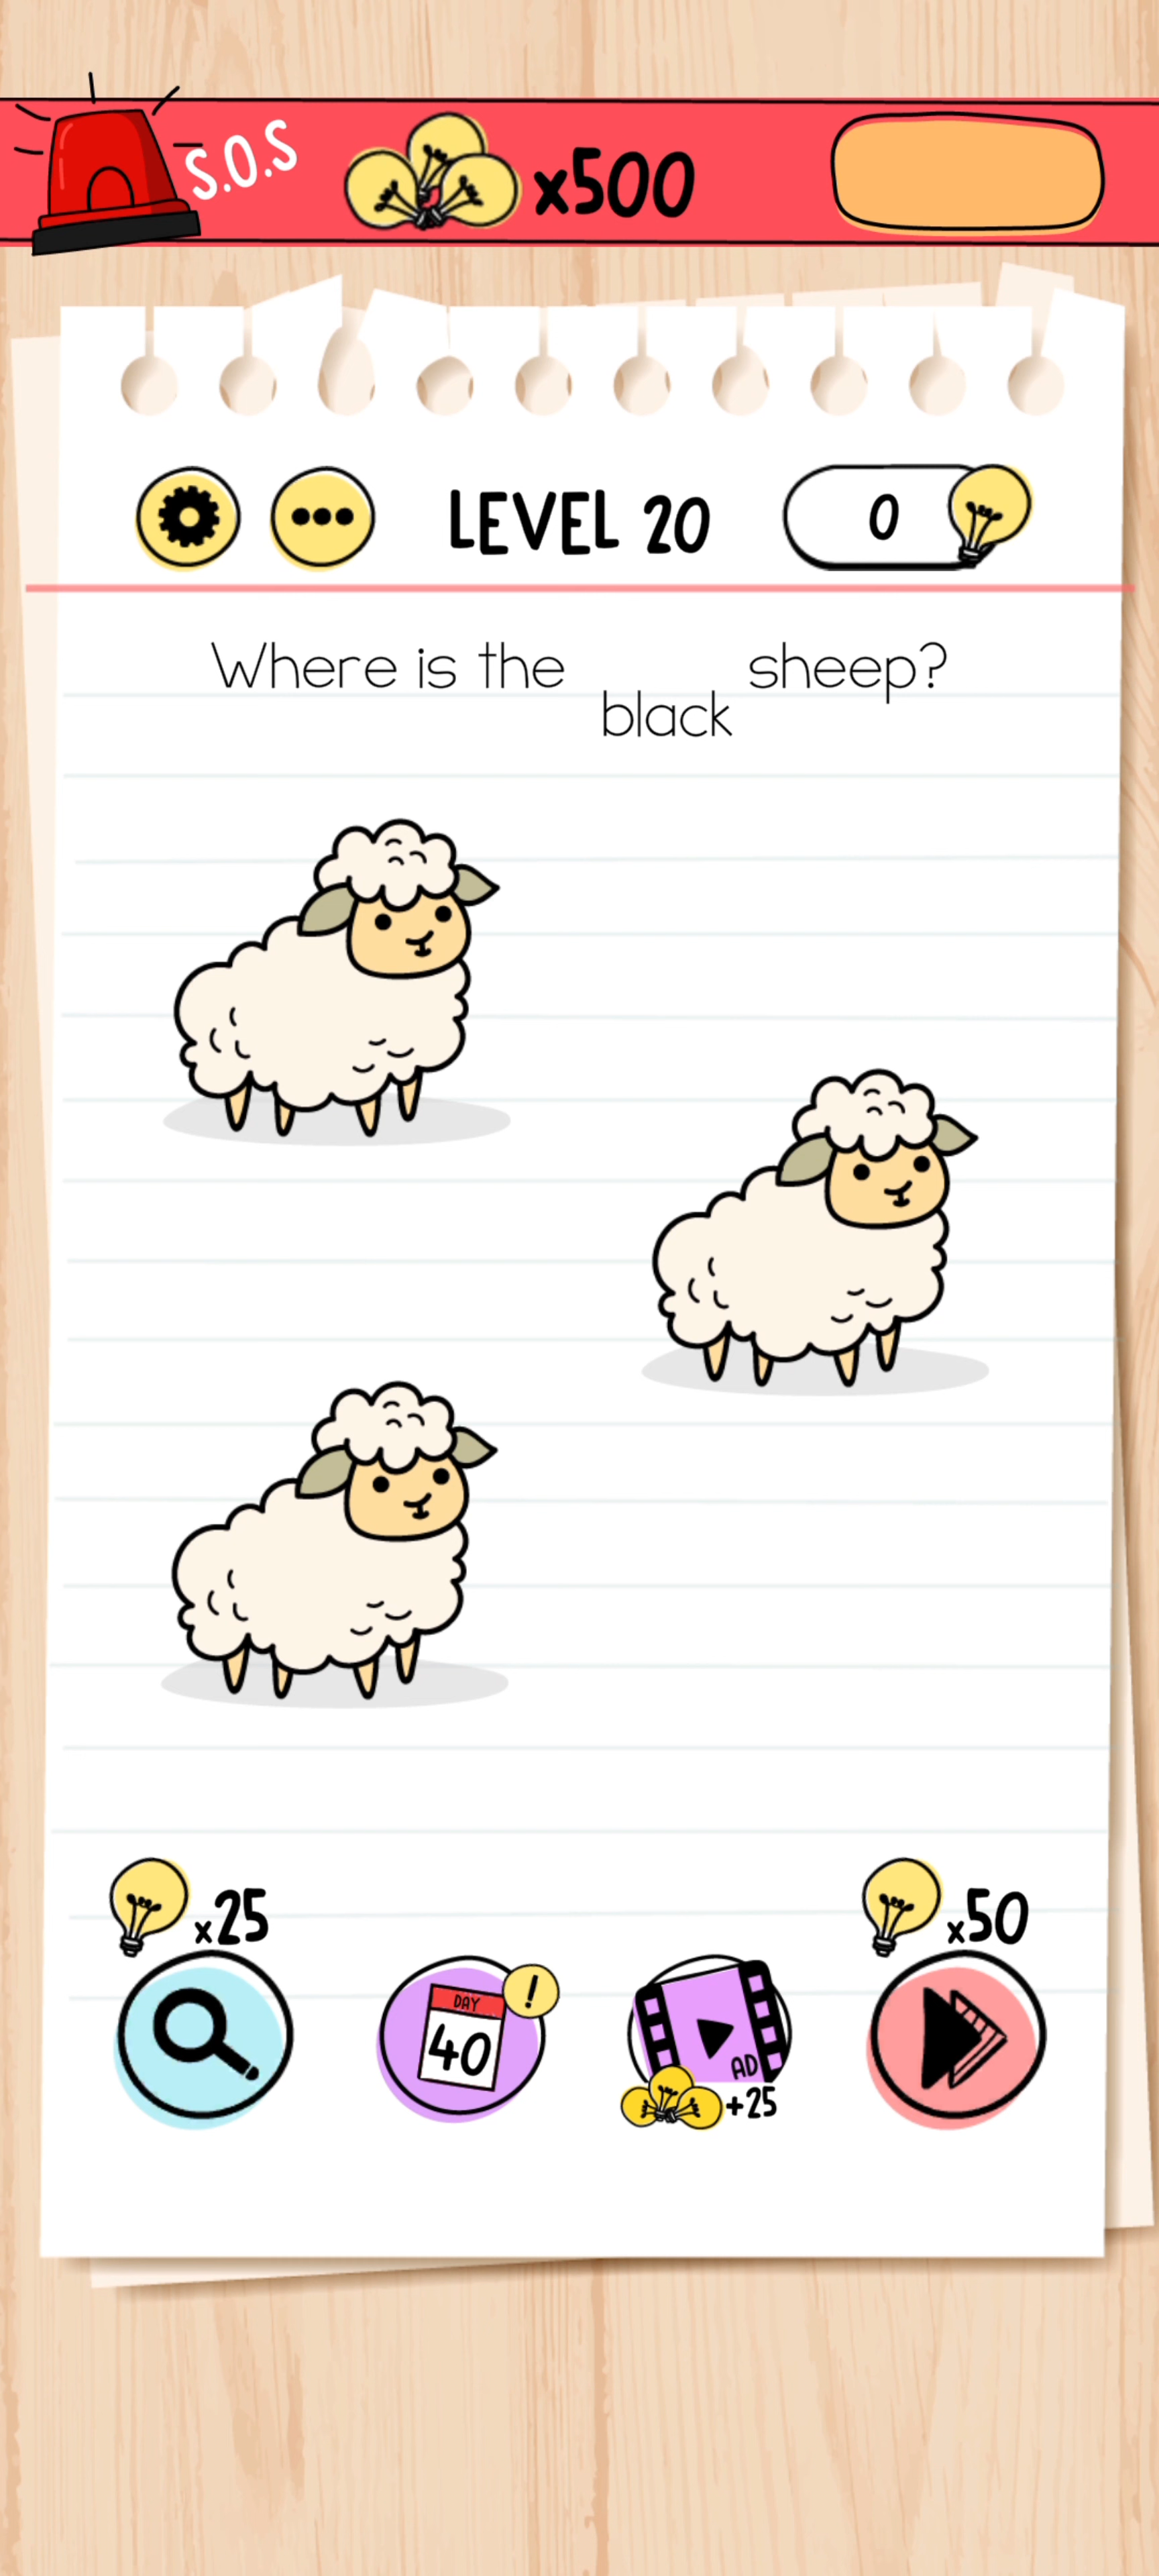 S.O.S x500
LEVEL 20 0
Where is the sheep?
black
x25 x50
DAY !
40
AD
+25